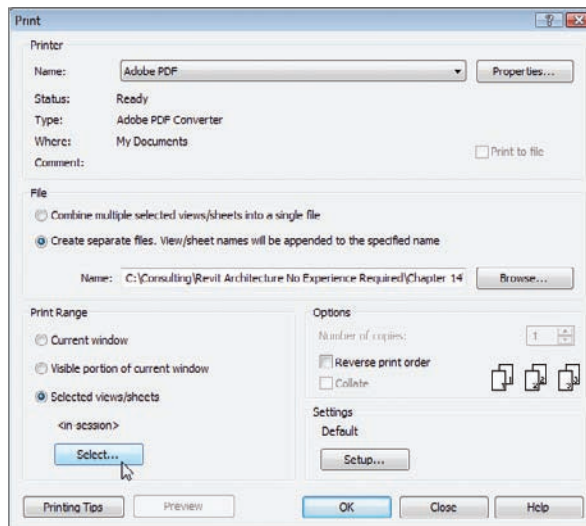 Print
Printer
Name: Adobe PDF Properties...
Status: Ready
Type: Adobe PDF Converter
Where: My Documents
Comment: Print to file
File
Combine multiple selected views/sheets into a single file
Create separate files. View/sheet names will be appended to the specified name
Name: C:\Consulting\Revit Architecture No Experience Required\Chapter 14 Browse...
Print Range Options
Current window Number of copies: 1
Visible portion of current window Reverse print order
Selected views/sheets Collate
<in session> Settings
Default
Select... Setup...
Printing Tips Preview OK Close Help